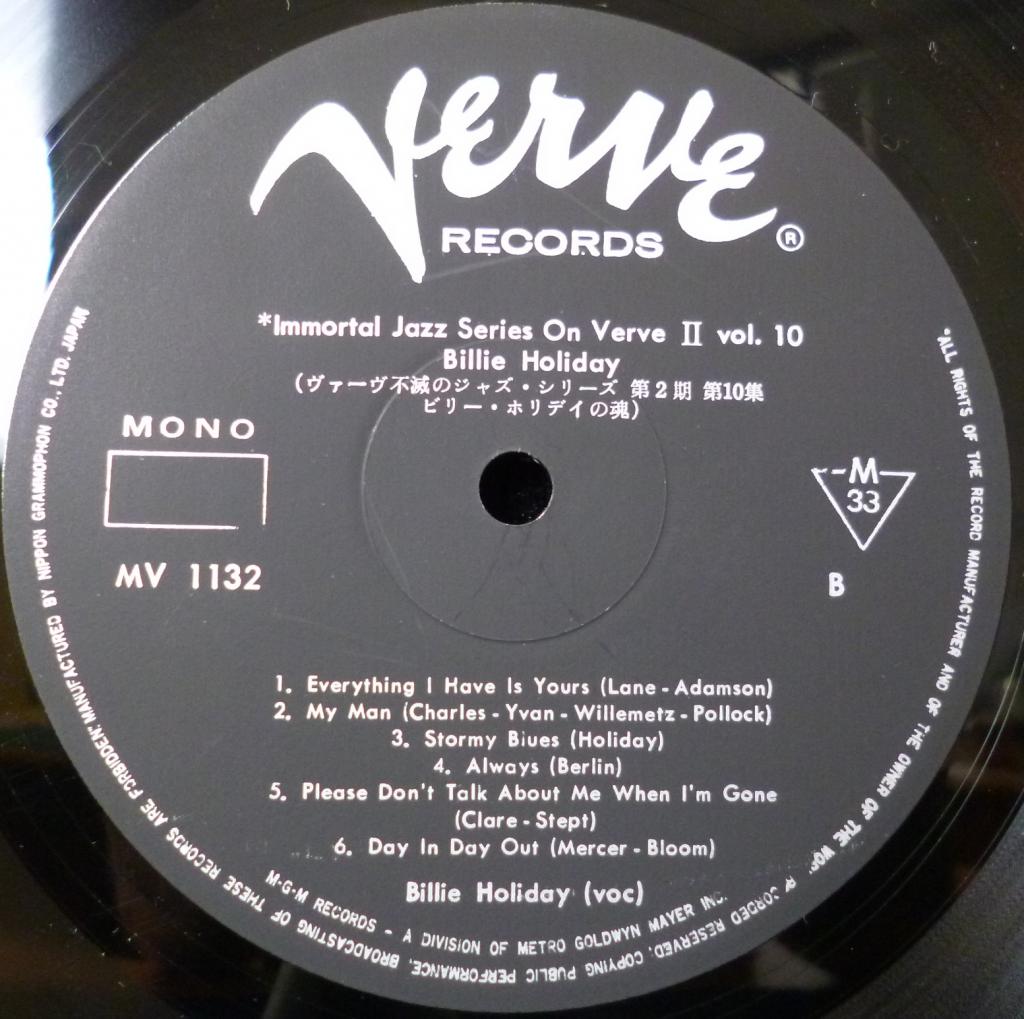 Verve
RECORDS ®
*Immortal Jazz Series On Verve Ⅱ vol. 10
Billie Holiday
(ヴァーヴ不滅のジャズ・シリーズ 第2期 第10集
ビリー・ホリデイの魂)
MONO
MV 1132
-M-
33
B
1. Everything I Have Is Yours (Lane-Adamson)
2. My Man (Charles-Yvan-Willemetz-Pollock)
3. Stormy Blues (Holiday)
4. Always (Berlin)
5. Please Don't Talk About Me When I'm Gone
(Clare-Stept)
6. Day In Day Out (Mercer-Bloom)
Billie Holiday (voc)
M-G-M RECORDS - A DIVISION OF METRO GOLDWYN MAYER INC.
"ALL RIGHTS OF THE RECORD MANUFACTURER AND OF THE OWNER OF THE RESERVED. COPYING PUBLIC PERFORMANCE, BROADCASTING OF THESE RECORDS ARE FORBIDDEN". MANUFACTURED BY NIPPON GRAMMOPHON CO., LTD. JAPAN